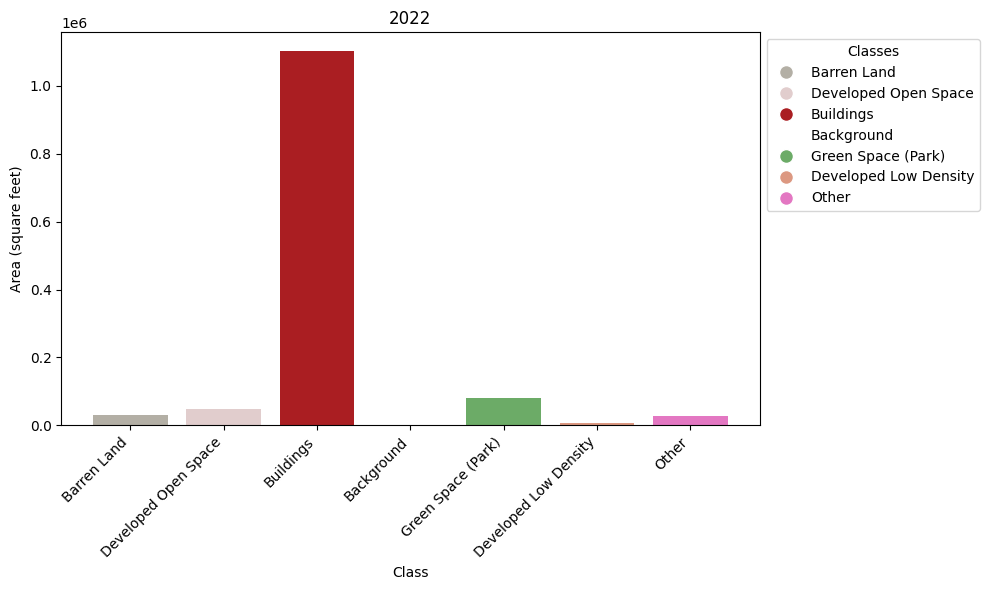 2022
1e6
Area (square feet)
1.0
0.8
0.6
0.4
0.2
0.0
Barren Land
Developed Open Space
Buildings
Background
Green Space (Park)
Developed Low Density
Other
Class
Classes
Barren Land
Developed Open Space
Buildings
Background
Green Space (Park)
Developed Low Density
Other